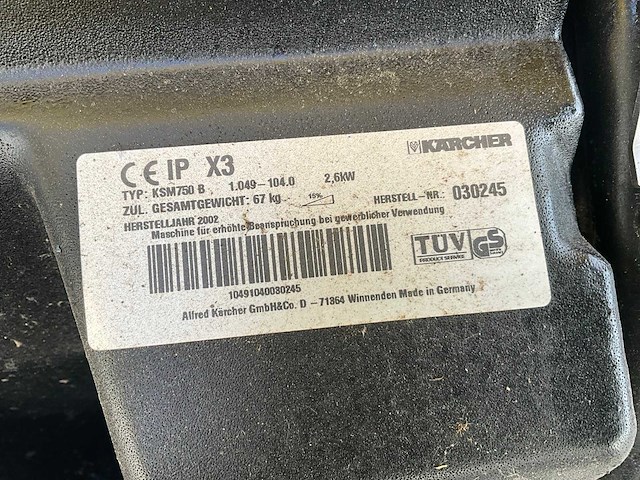 CE IP X3 KÄRCHER
TYP: KSM750 B 1.049-104.0 2,6kW
ZUL. GESAMTGEWICHT: 67 kg 15% HERSTELL-NR.: 030245
HERSTELLJAHR 2002
Maschine für erhöhte Beanspruchung bei gewerblicher Verwendung
TÜV GS
PRODUCT SERVICE
10491040030245
Alfred Kärcher GmbH&Co. D - 71364 Winnenden Made in Germany